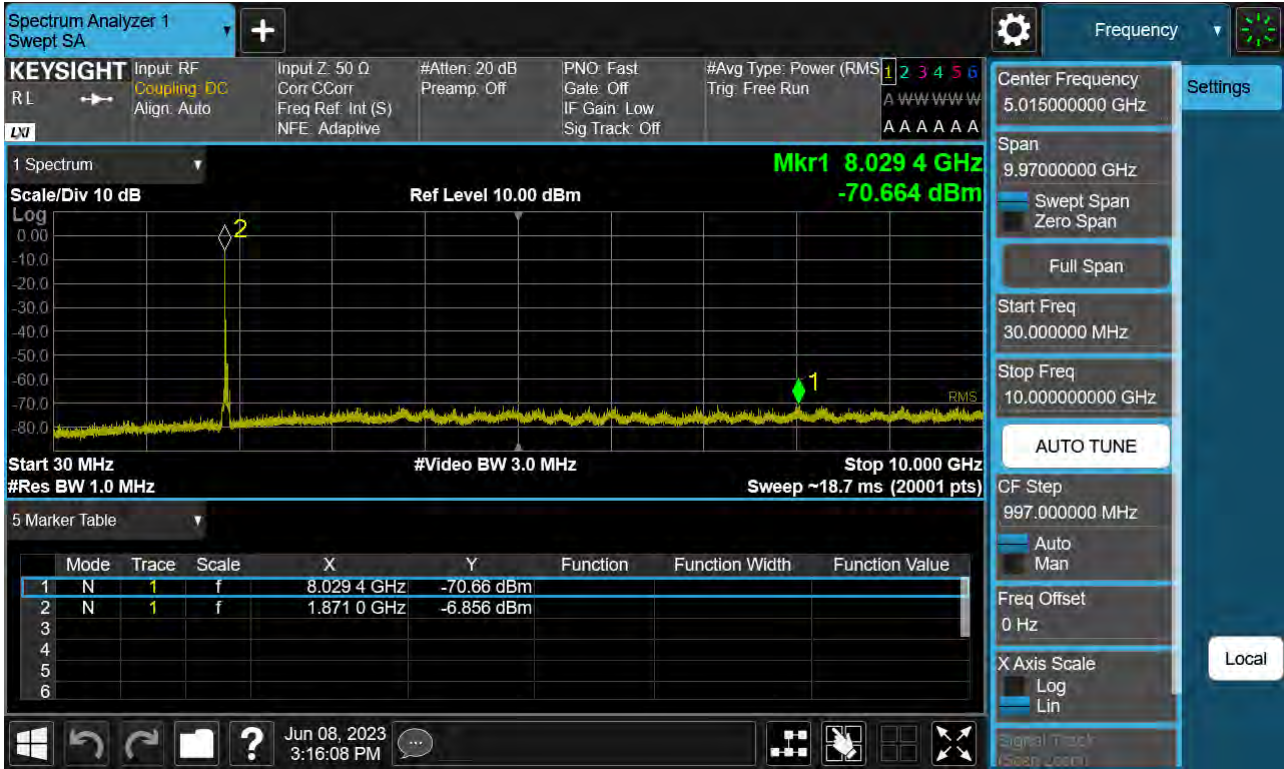 Spectrum Analyzer 1
Swept SA
Frequency
KEYSIGHT
RL
LXI
Input: RF
Coupling: DC
Align: Auto
Input Z: 50 Ω
Corr CCorr
Freq Ref: Int (S)
NFE: Adaptive
#Atten: 20 dB
Preamp: Off
PNO: Fast
Gate: Off
IF Gain: Low
Sig Track: Off
#Avg Type: Power (RMS
Trig: Free Run
1 2 3 4 5 6
A W W W W W
A A A A A A
1 Spectrum
Mkr1 8.029 4 GHz
-70.664 dBm
Scale/Div 10 dB
Ref Level 10.00 dBm
Log
0.00
-10.0
-20.0
-30.0
-40.0
-50.0
-60.0
-70.0
-80.0
2
1
RMS
Start 30 MHz
#Video BW 3.0 MHz
Stop 10.000 GHz
#Res BW 1.0 MHz
Sweep ~18.7 ms (20001 pts)
5 Marker Table
Mode Trace Scale X Y Function Function Width Function Value
1 N 1 f 8.029 4 GHz -70.66 dBm
2 N 1 f 1.871 0 GHz -6.856 dBm
3
4
5
6
Jun 08, 2023
3:16:08 PM
Center Frequency
5.015000000 GHz
Settings
Span
9.97000000 GHz
Swept Span
Zero Span
Full Span
Start Freq
30.000000 MHz
Stop Freq
10.000000000 GHz
AUTO TUNE
CF Step
997.000000 MHz
Auto
Man
Freq Offset
0 Hz
X Axis Scale
Log
Lin
Local
Signal Track
(Span Zoom)